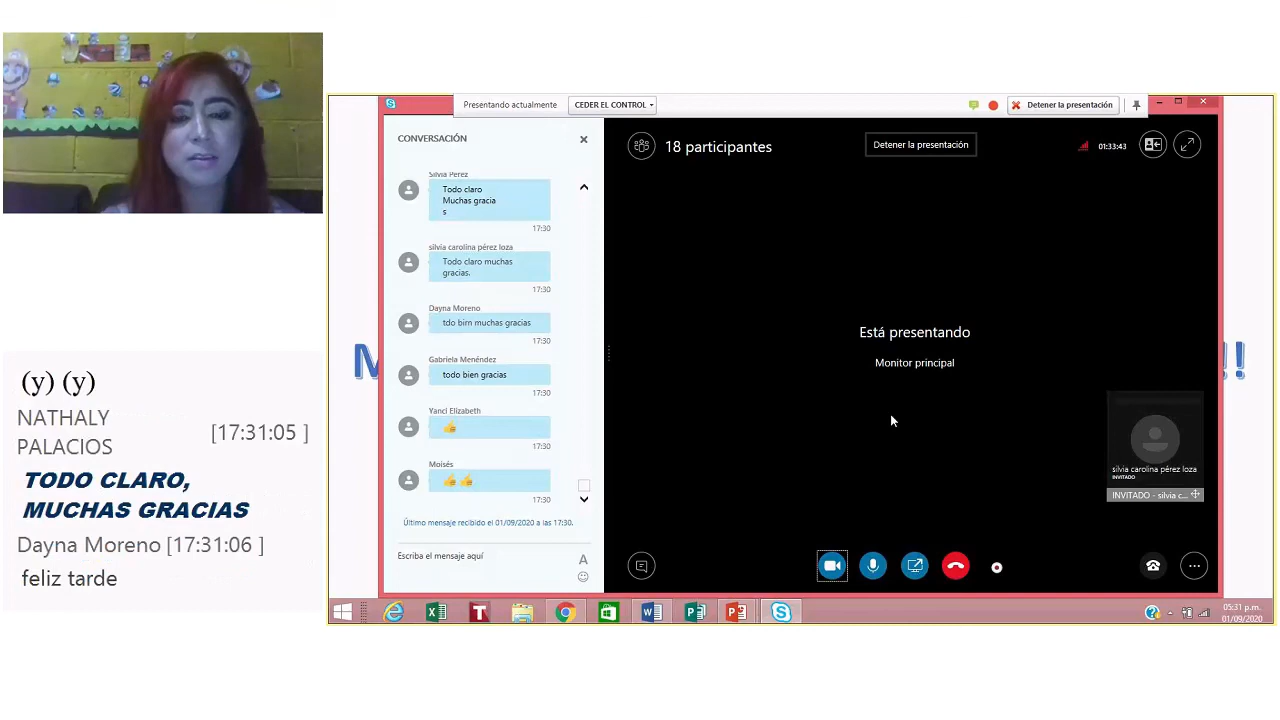 Presentando actualmente
CEDER EL CONTROL
Detener la presentación
CONVERSACIÓN
18 participantes
Detener la presentación
01:33:43
Silvia Perez
Todo claro
Muchas gracia
s
17:30
silvia carolina pérez loza
Todo claro muchas
gracias.
17:30
Dayna Moreno
tdo birn muchas gracias
17:30
Gabriela Menéndez
todo bien gracias
17:30
Yanci Elizabeth
17:30
Moisés
17:30
Último mensaje recibido el 01/09/2020 a las 17:30.
Escriba el mensaje aquí
A
Está presentando
Monitor principal
silvia carolina pérez loza
INVITADO
INVITADO - silvia c...
M
!!
(y) (y)
NATHALY
PALACIOS
[17:31:05 ]
TODO CLARO,
MUCHAS GRACIAS
Dayna Moreno [17:31:06 ]
feliz tarde
05:31 p.m.
01/09/2020